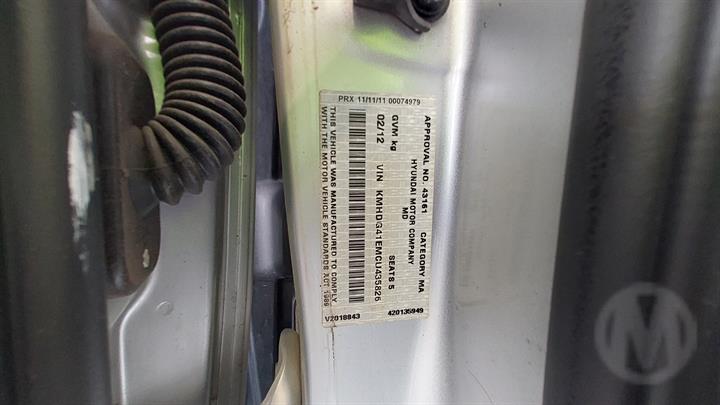 PRX 11/11/11 00074979
APPROVAL NO. 43161 CATEGORY MA
HYUNDAI MOTOR COMPANY
MD
GVM kg SEATS 5
02/12 VIN KMHDG41EMCU435826
THIS VEHICLE WAS MANUFACTURED TO COMPLY
WITH THE MOTOR VEHICLE STANDARDS ACT 1989
V2018843 420135949
M